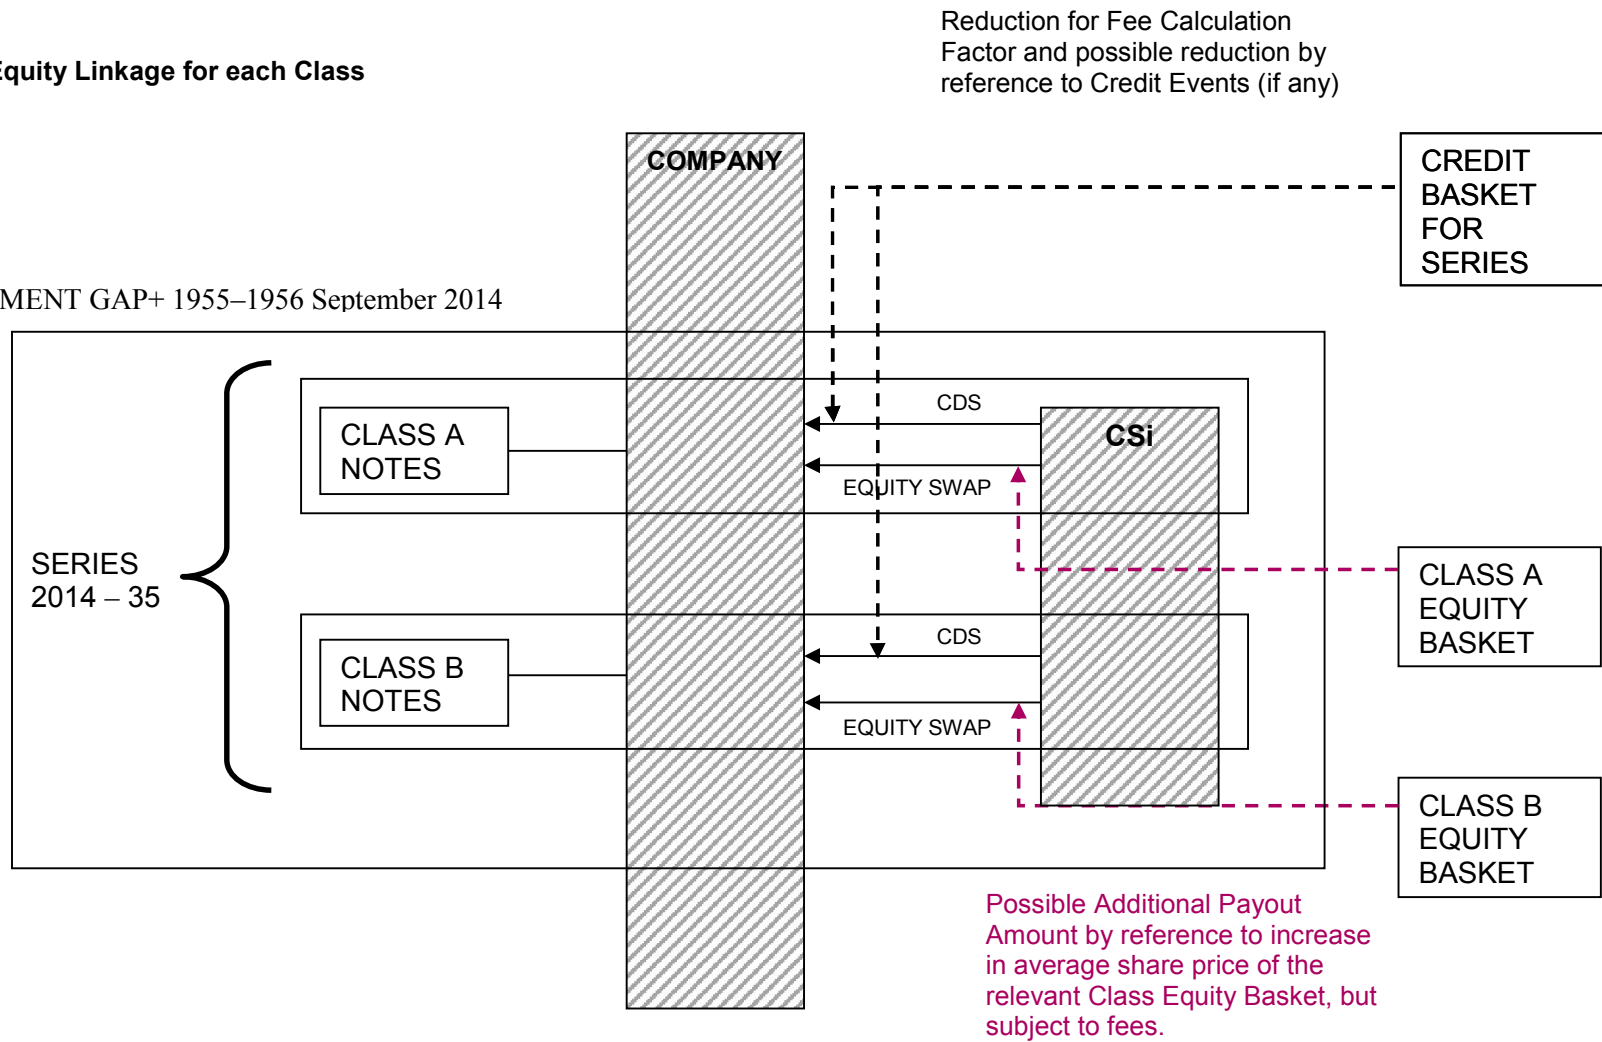 Reduction for Fee Calculation
Factor and possible reduction by
reference to Credit Events (if any)
Equity Linkage for each Class
COMPANY
CREDIT
BASKET
FOR
SERIES
MENT GAP+ 1955–1956 September 2014
CDS
CLASS A
NOTES
CSi
EQUITY SWAP
SERIES
2014 – 35
CLASS A
EQUITY
BASKET
CDS
CLASS B
NOTES
EQUITY SWAP
CLASS B
EQUITY
BASKET
Possible Additional Payout
Amount by reference to increase
in average share price of the
relevant Class Equity Basket, but
subject to fees.